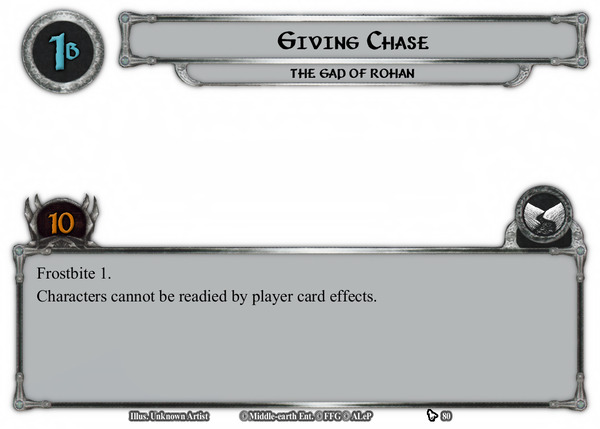 1B
Giving Chase
THE GAP OF ROHAN
10
Frostbite 1.
Characters cannot be readied by player card effects.
Illus. Unknown Artist
© Middle-earth Ent. © FFG © ALeP
80